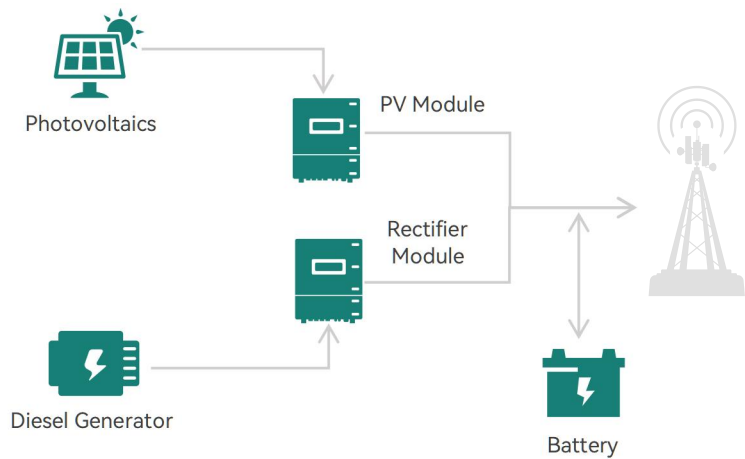 Photovoltaics
PV Module
Rectifier
Module
Diesel Generator
Battery